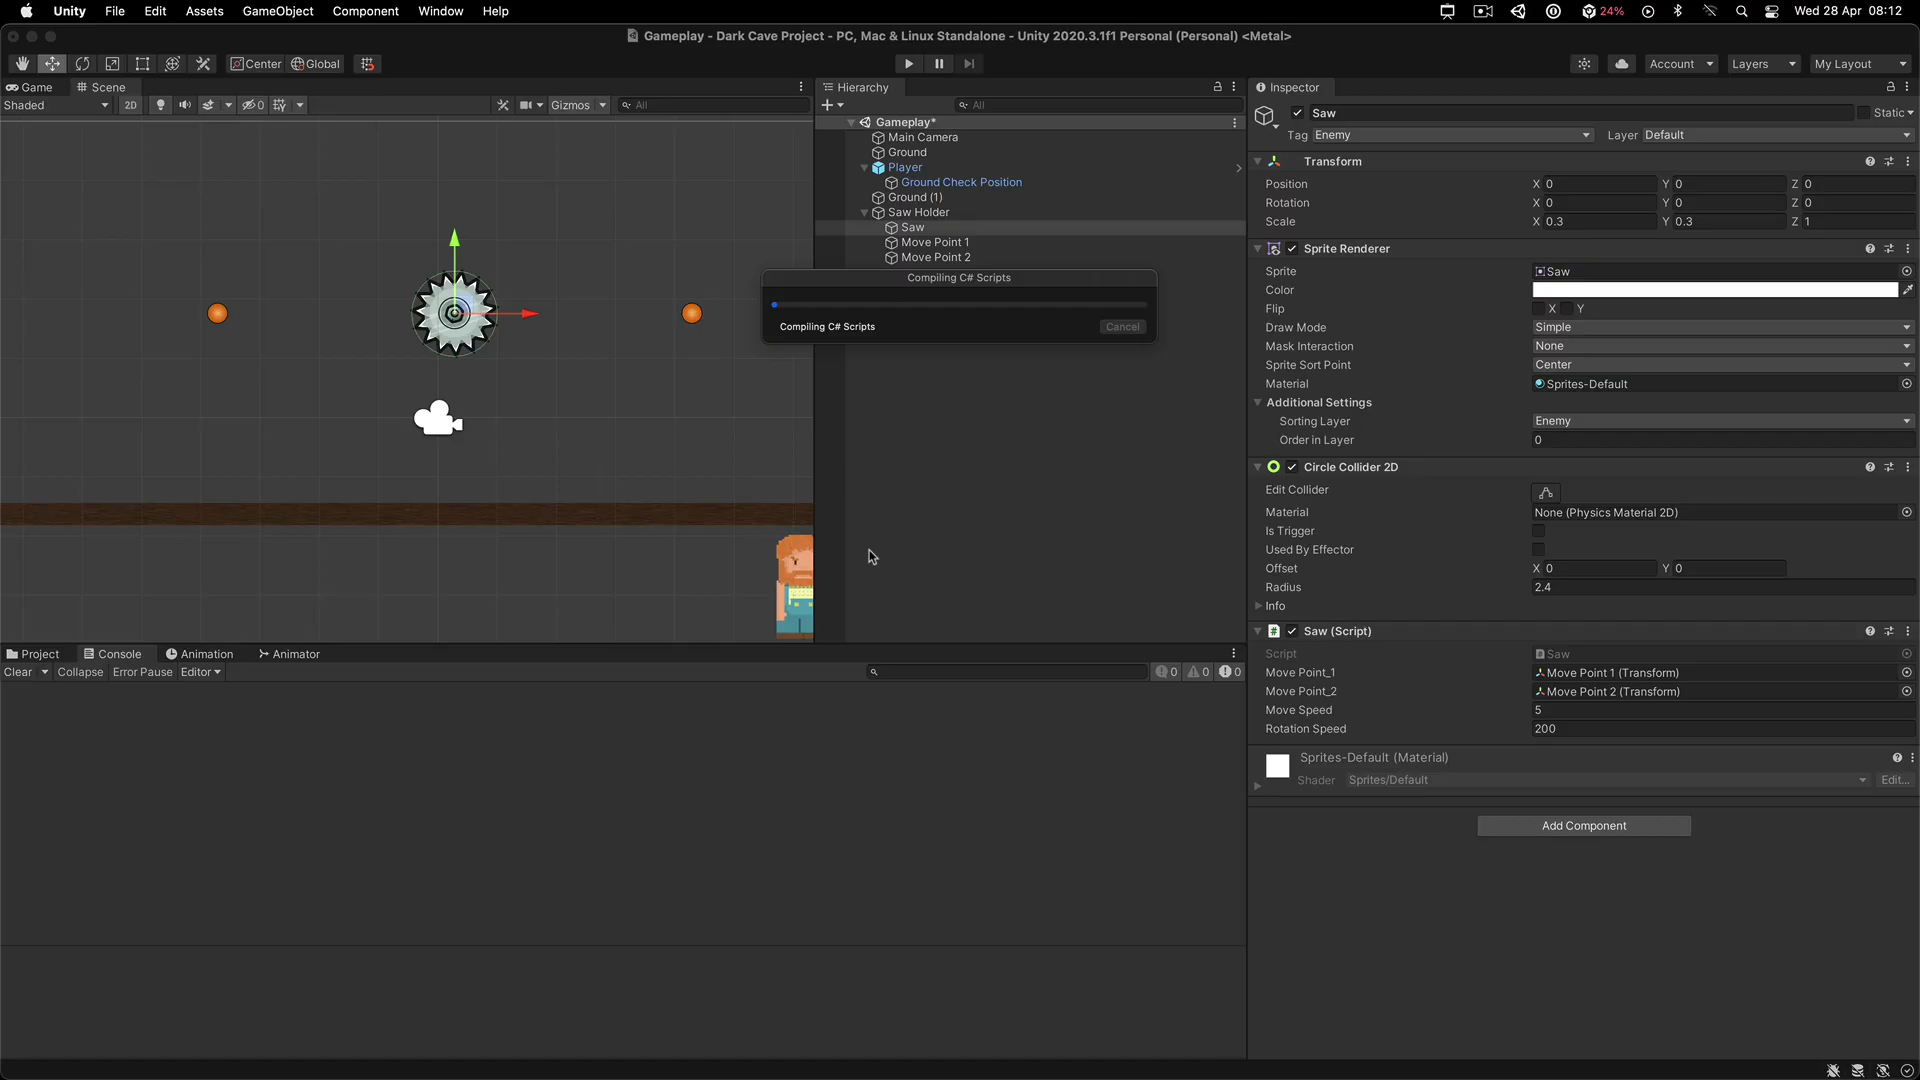 Unity File Edit Assets GameObject Component Window Help 24% Wed 28 Apr 08:12
Gameplay - Dark Cave Project - PC, Mac & Linux Standalone - Unity 2020.3.1f1 Personal (Personal) <Metal>
Center Global Account Layers My Layout
Game Scene
Shaded 2D 0 Gizmos All
Hierarchy
All
Gameplay*
Main Camera
Ground
Player
Ground Check Position
Ground (1)
Saw Holder
Saw
Move Point 1
Move Point 2
Compiling C# Scripts
Compiling C# Scripts Cancel
Project Console Animation Animator
Clear Collapse Error Pause Editor 0 0 0
Inspector
Saw Static
Tag Enemy Layer Default
Transform
Position X 0 Y 0 Z 0
Rotation X 0 Y 0 Z 0
Scale X 0.3 Y 0.3 Z 1
Sprite Renderer
Sprite Saw
Color
Flip X Y
Draw Mode Simple
Mask Interaction None
Sprite Sort Point Center
Material Sprites-Default
Additional Settings
Sorting Layer Enemy
Order in Layer 0
Circle Collider 2D
Edit Collider
Material None (Physics Material 2D)
Is Trigger
Used By Effector
Offset X 0 Y 0
Radius 2.4
Info
Saw (Script)
Script Saw
Move Point_1 Move Point 1 (Transform)
Move Point_2 Move Point 2 (Transform)
Move Speed 5
Rotation Speed 200
Sprites-Default (Material)
Shader Sprites/Default Edit...
Add Component